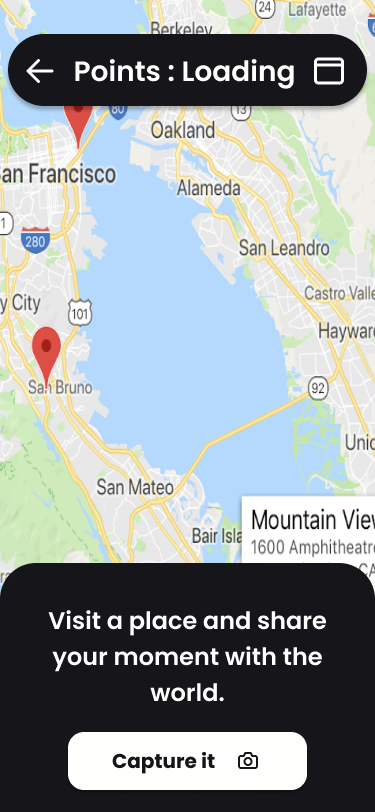 24
Lafayette
Berkeley
Points : Loading
80
13
Oakland
San Francisco
Alameda
1
280
San Leandro
y City
101
Castro Valle
Haywar
San Bruno
92
Unio
San Mateo
Mountain View
Bair Isla
1600 Amphitheatre
CA
Visit a place and share
your moment with the
world.
Capture it